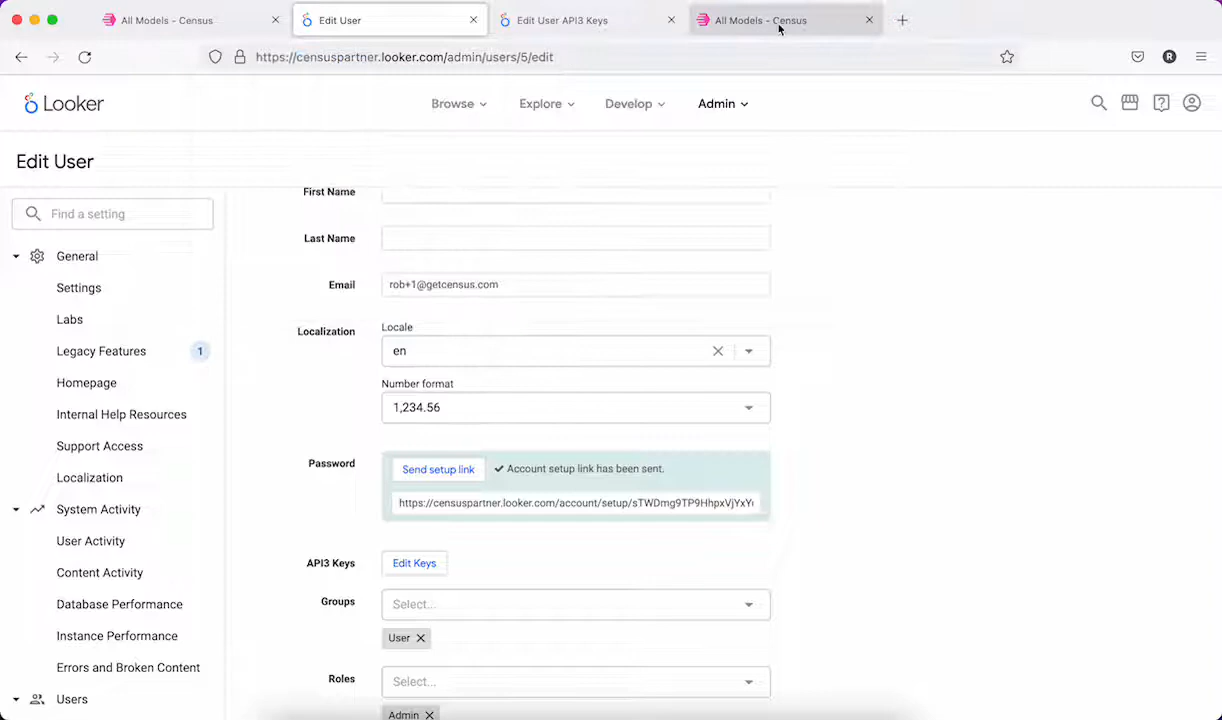 All Models - Census
Edit User
Edit User API3 Keys
All Models - Census
https://censuspartner.looker.com/admin/users/5/edit
R
Looker
Browse
Explore
Develop
Admin
Edit User
Find a setting
General
Settings
Labs
Legacy Features 1
Homepage
Internal Help Resources
Support Access
Localization
System Activity
User Activity
Content Activity
Database Performance
Instance Performance
Errors and Broken Content
Users
First Name
Last Name
Email rob+1@getcensus.com
Localization Locale
en
Number format
1,234.56
Password Send setup link Account setup link has been sent.
https://censuspartner.looker.com/account/setup/sTWDmg9TP9HhpxVjYxY
API3 Keys Edit Keys
Groups Select...
User
Roles Select...
Admin